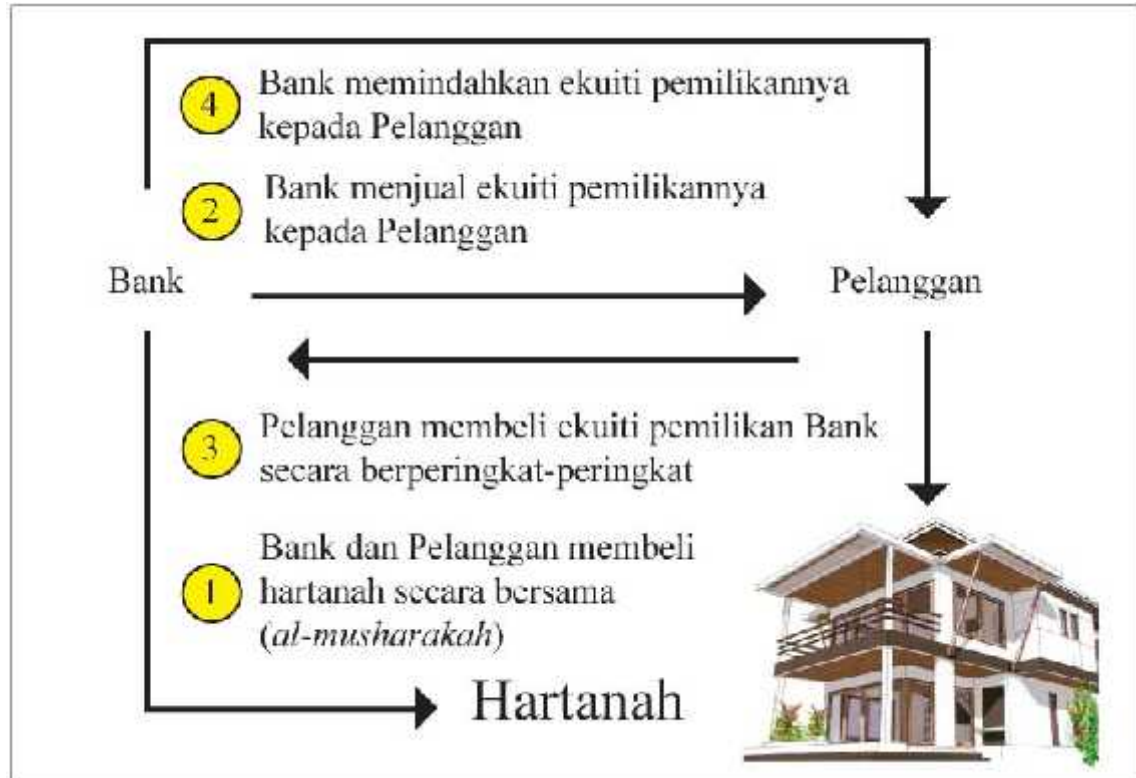 4
Bank memindahkan ekuiti pemilikannya
kepada Pelanggan
2
Bank menjual ekuiti pemilikannya
kepada Pelanggan
Bank
Pelanggan
3
Pelanggan membeli ekuiti pemilikan Bank
secara berperingkat-peringkat
1
Bank dan Pelanggan membeli
hartanah secara bersama
(al-musharakah)
Hartanah